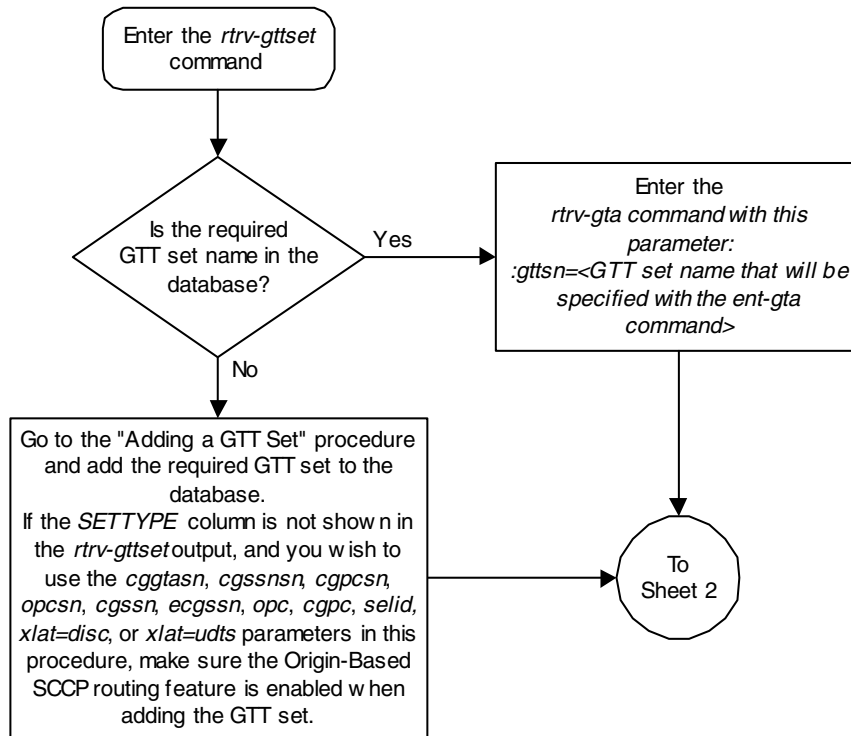 Enter the rtrv-gttset
command
Is the required
GTT set name in the
database?
Yes
Enter the
rtrv-gta command with this
parameter:
:gttsn=<GTT set name that will be
specified with the ent-gta
command>
No
Go to the "Adding a GTT Set" procedure
and add the required GTT set to the
database.
If the SETTYPE column is not shown in
the rtrv-gttset output, and you wish to
use the cggtasn, cgssnsn, cgpcsn,
opcsn, cgssn, ecgssn, opc, cgpc, selid,
xlat=disc, or xlat=udts parameters in this
procedure, make sure the Origin-Based
SCCP routing feature is enabled when
adding the GTT set.
To
Sheet 2